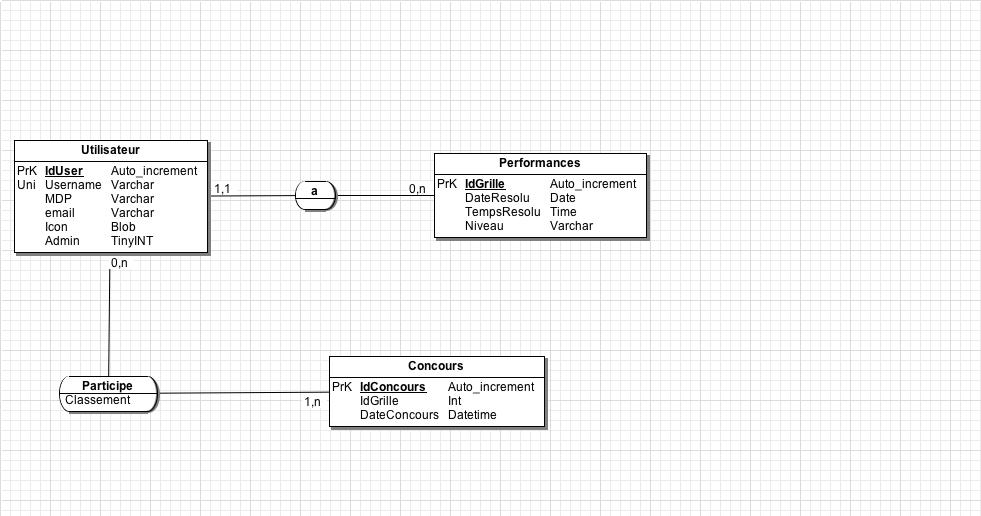 Utilisateur
PrK IdUser Auto_increment
Uni Username Varchar
MDP Varchar
email Varchar
Icon Blob
Admin TinyINT
1,1
a
0,n
Performances
PrK IdGrille Auto_increment
DateResolu Date
TempsResolu Time
Niveau Varchar
0,n
Participe
Classement
1,n
Concours
PrK IdConcours Auto_increment
IdGrille Int
DateConcours Datetime